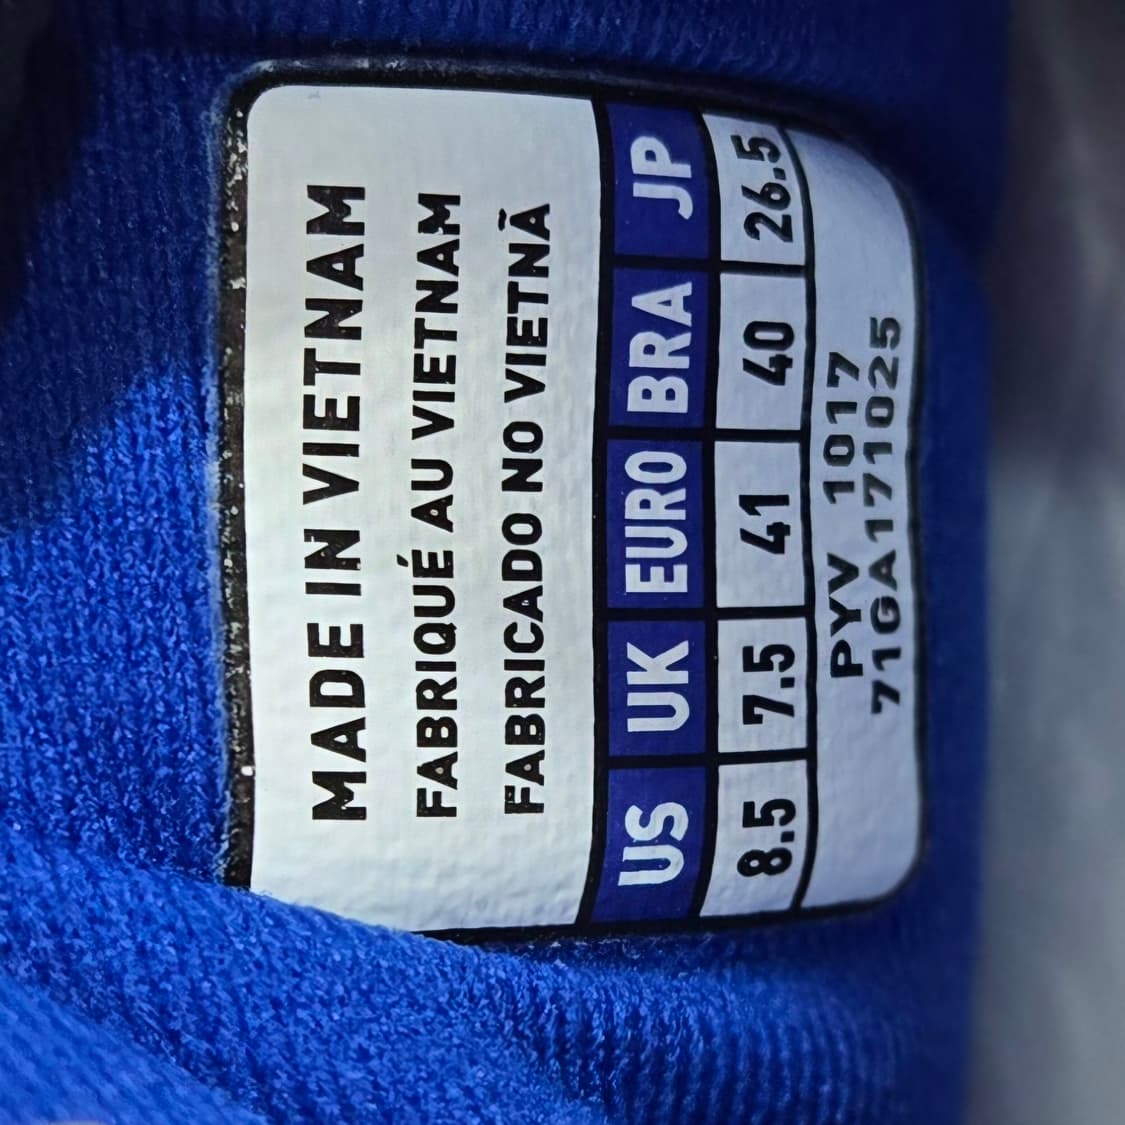 MADE IN VIETNAM
FABRIQUÉ AU VIETNAM
FABRICADO NO VIETNÃ
US UK EURO BRA JP
8.5 7.5 41 40 26.5
PYV 1017
71GA171025